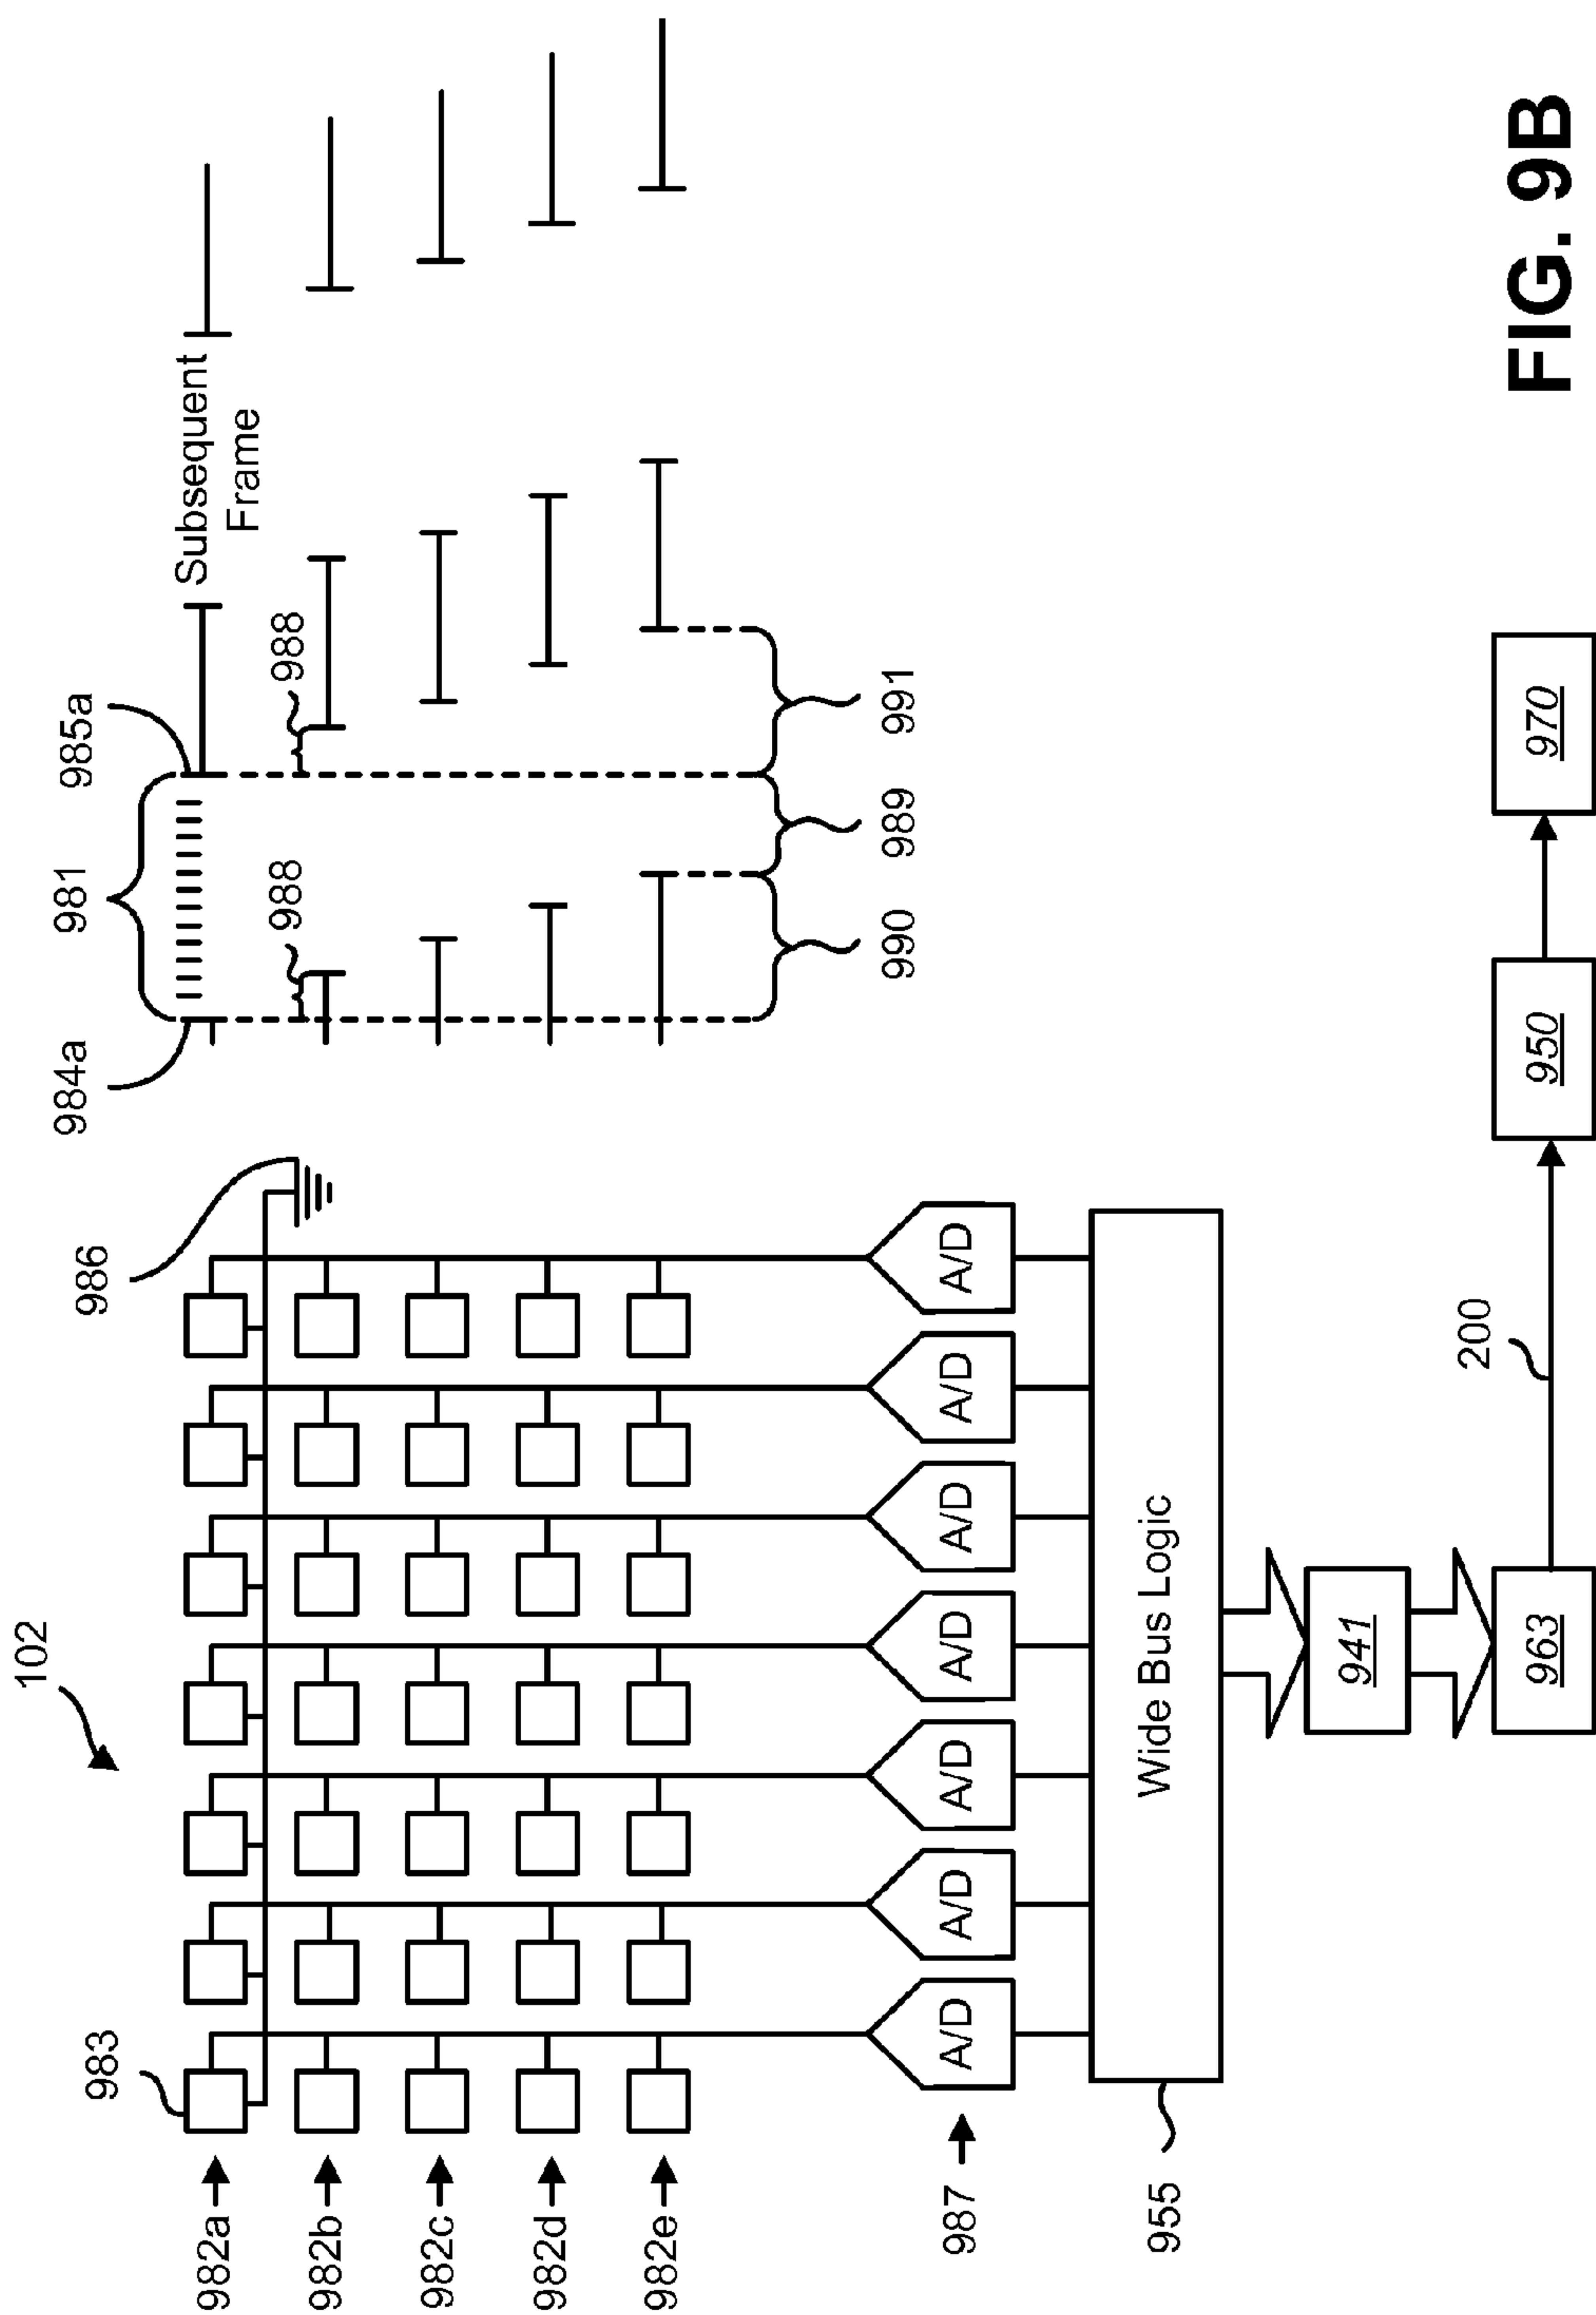 102
983
986
984a
981
985a
988
988
Subsequent
Frame
982a
982b
982c
982d
982e
990
989
991
987
A/D
A/D
A/D
A/D
A/D
A/D
A/D
955
Wide Bus Logic
941
963
200
950
970
FIG. 9B